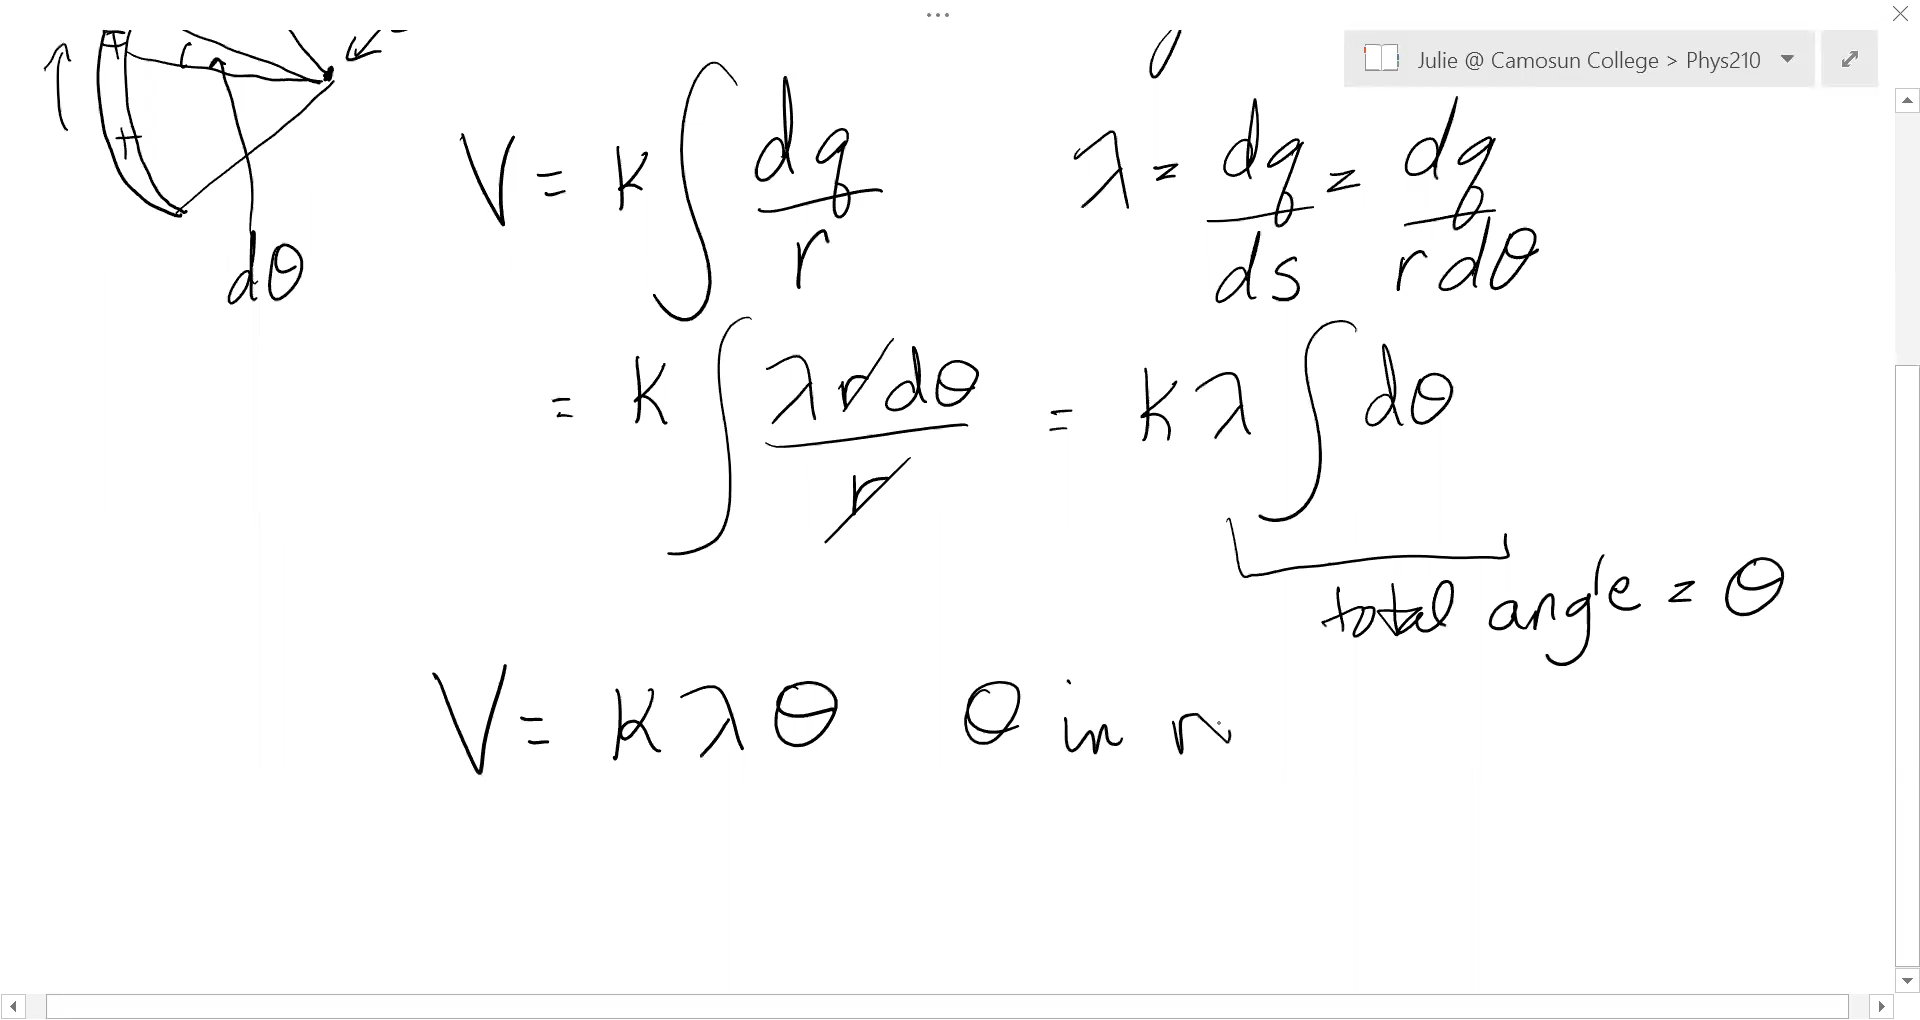 Julie @ Camosun College > Phys210
+
r
+
dθ
V = k ∫ dq/r
λ = dq/ds = dq/rdθ
= k ∫ λrdθ/r = kλ ∫ dθ
total angle = θ
V = kλθ θ in r